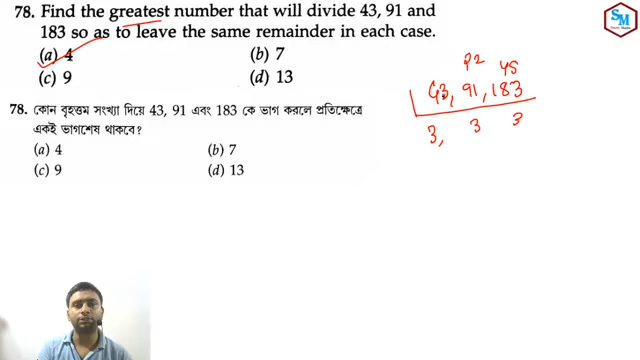 78. Find the greatest number that will divide 43, 91 and
183 so as to leave the same remainder in each case.
(a) 4 (b) 7
(c) 9 (d) 13
78. কোন বৃহত্তম সংখ্যা দিয়ে 43, 91 এবং 183 কে ভাগ করলে প্রতিক্ষেত্রে
একই ভাগশেষ থাকবে?
(a) 4 (b) 7
(c) 9 (d) 13
SM
43, 91, 183
3, 3 3